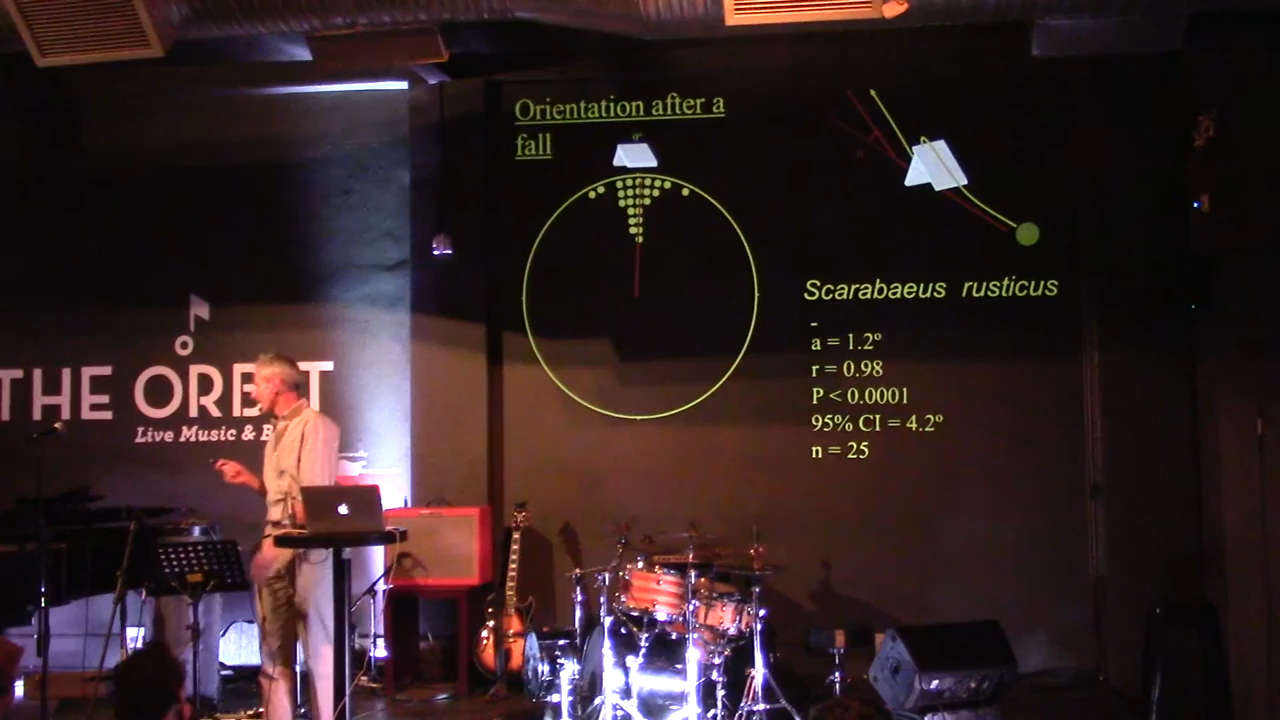 Orientation after a
fall
0°
Scarabaeus rusticus
-
a = 1.2º
r = 0.98
P < 0.0001
95% CI = 4.2º
n = 25
THE ORBIT
Live Music &